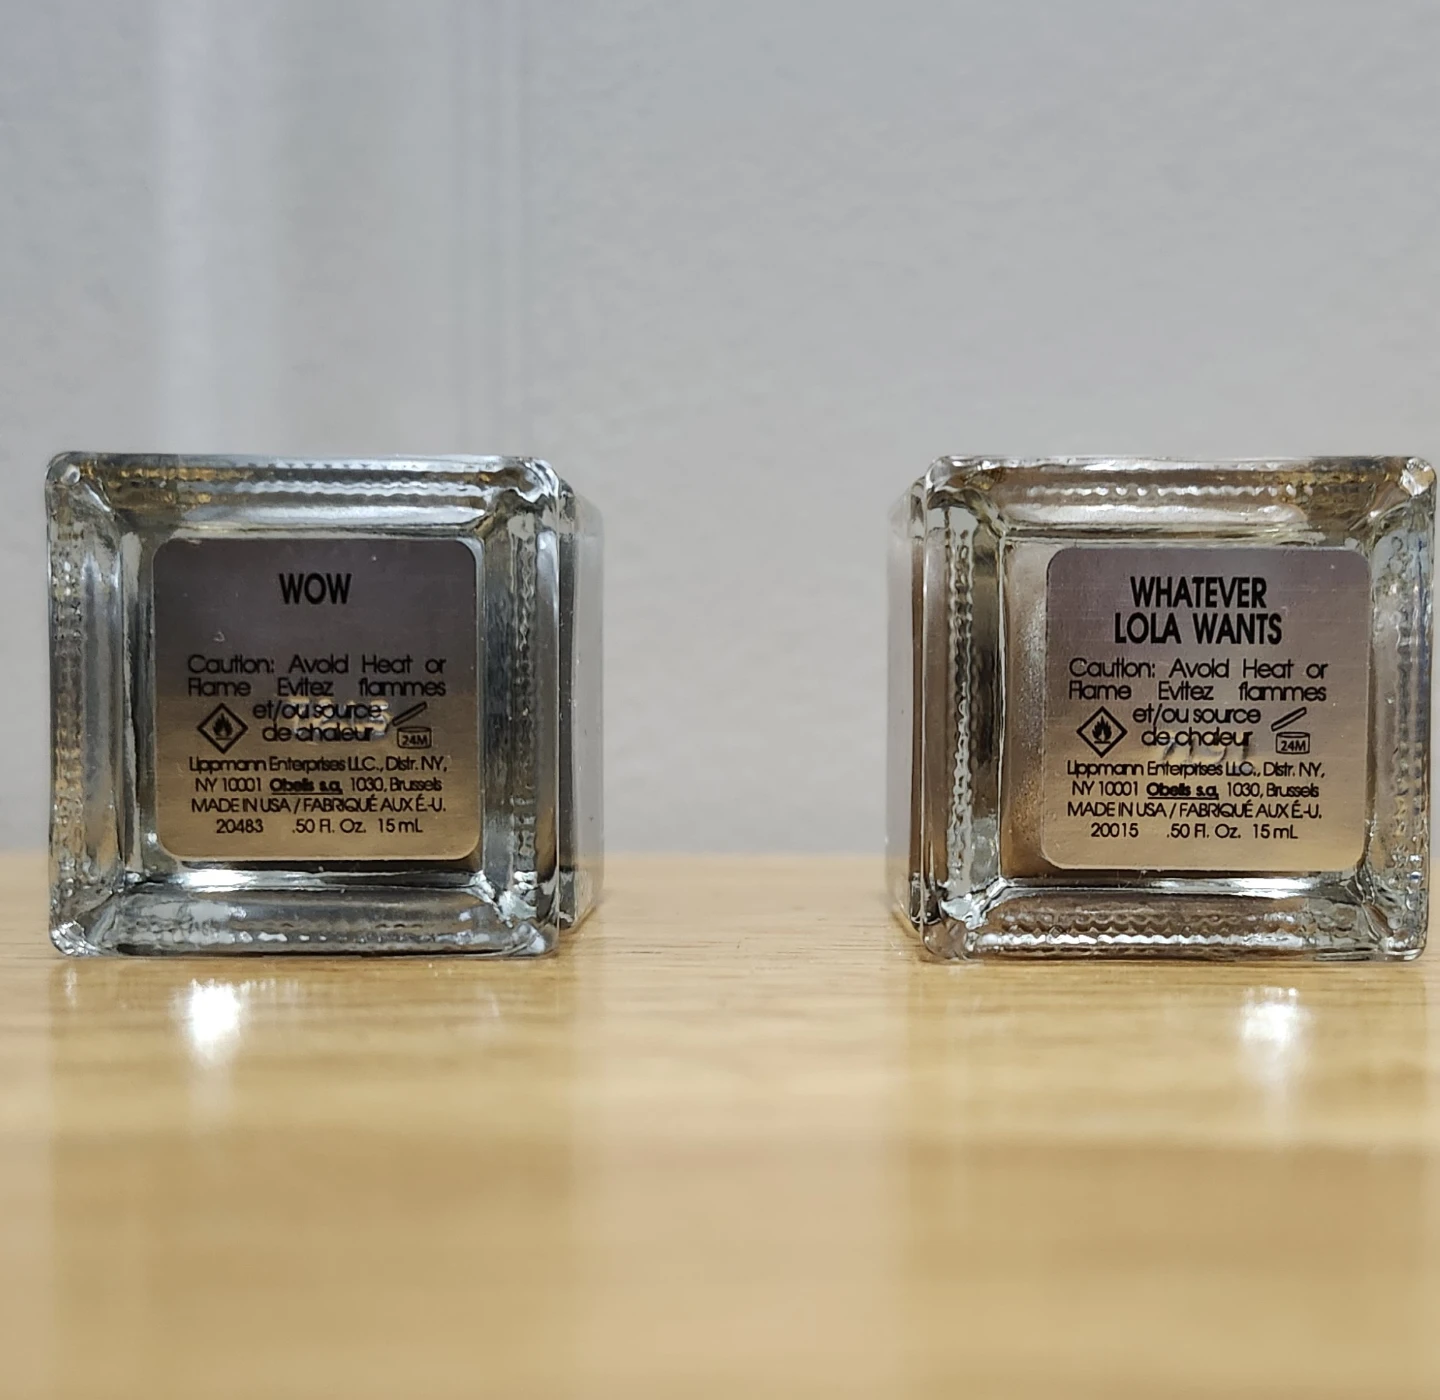 WOW
Caution: Avoid Heat or
Flame Evitez flammes
et/ou source
de chaleur
24M
Lippmann Enterprises LLC., Distr. NY,
NY 10001 Obelis s.a, 1030, Brussels
MADE IN USA / FABRIQUÉ AUX É.-U.
20483 .50 Fl. Oz. 15 mL
WHATEVER
LOLA WANTS
Caution: Avoid Heat or
Flame Evitez flammes
et/ou source
de chaleur
24M
Lippmann Enterprises LLC., Distr. NY,
NY 10001 Obelis s.a, 1030, Brussels
MADE IN USA / FABRIQUÉ AUX É.-U.
20015 .50 Fl. Oz. 15 mL